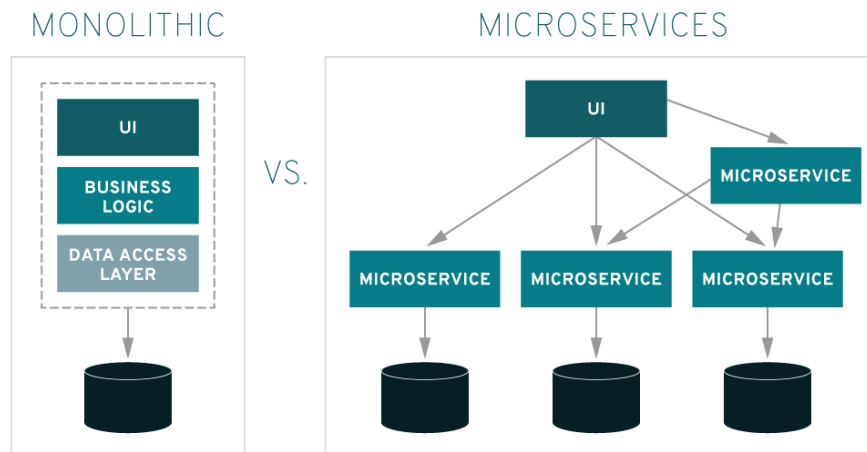 MONOLITHIC
UI
BUSINESS
LOGIC
DATA ACCESS
LAYER
VS.
MICROSERVICES
UI
MICROSERVICE
MICROSERVICE
MICROSERVICE
MICROSERVICE